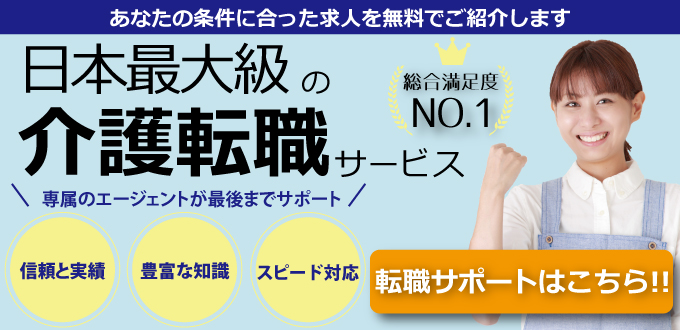 あなたの条件に合った求人を無料でご紹介します
日本最大級の
介護転職サービス
総合満足度
NO.1
\ 専属のエージェントが最後までサポート /
信頼と実績
豊富な知識
スピード対応
転職サポートはこちら!!